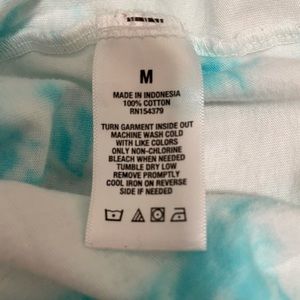 M
MADE IN INDONESIA
100% COTTON
RN154379
TURN GARMENT INSIDE OUT
MACHINE WASH COLD
WITH LIKE COLORS
ONLY NON-CHLORINE
BLEACH WHEN NEEDED
TUMBLE DRY LOW
REMOVE PROMPTLY
COOL IRON ON REVERSE
SIDE IF NEEDED